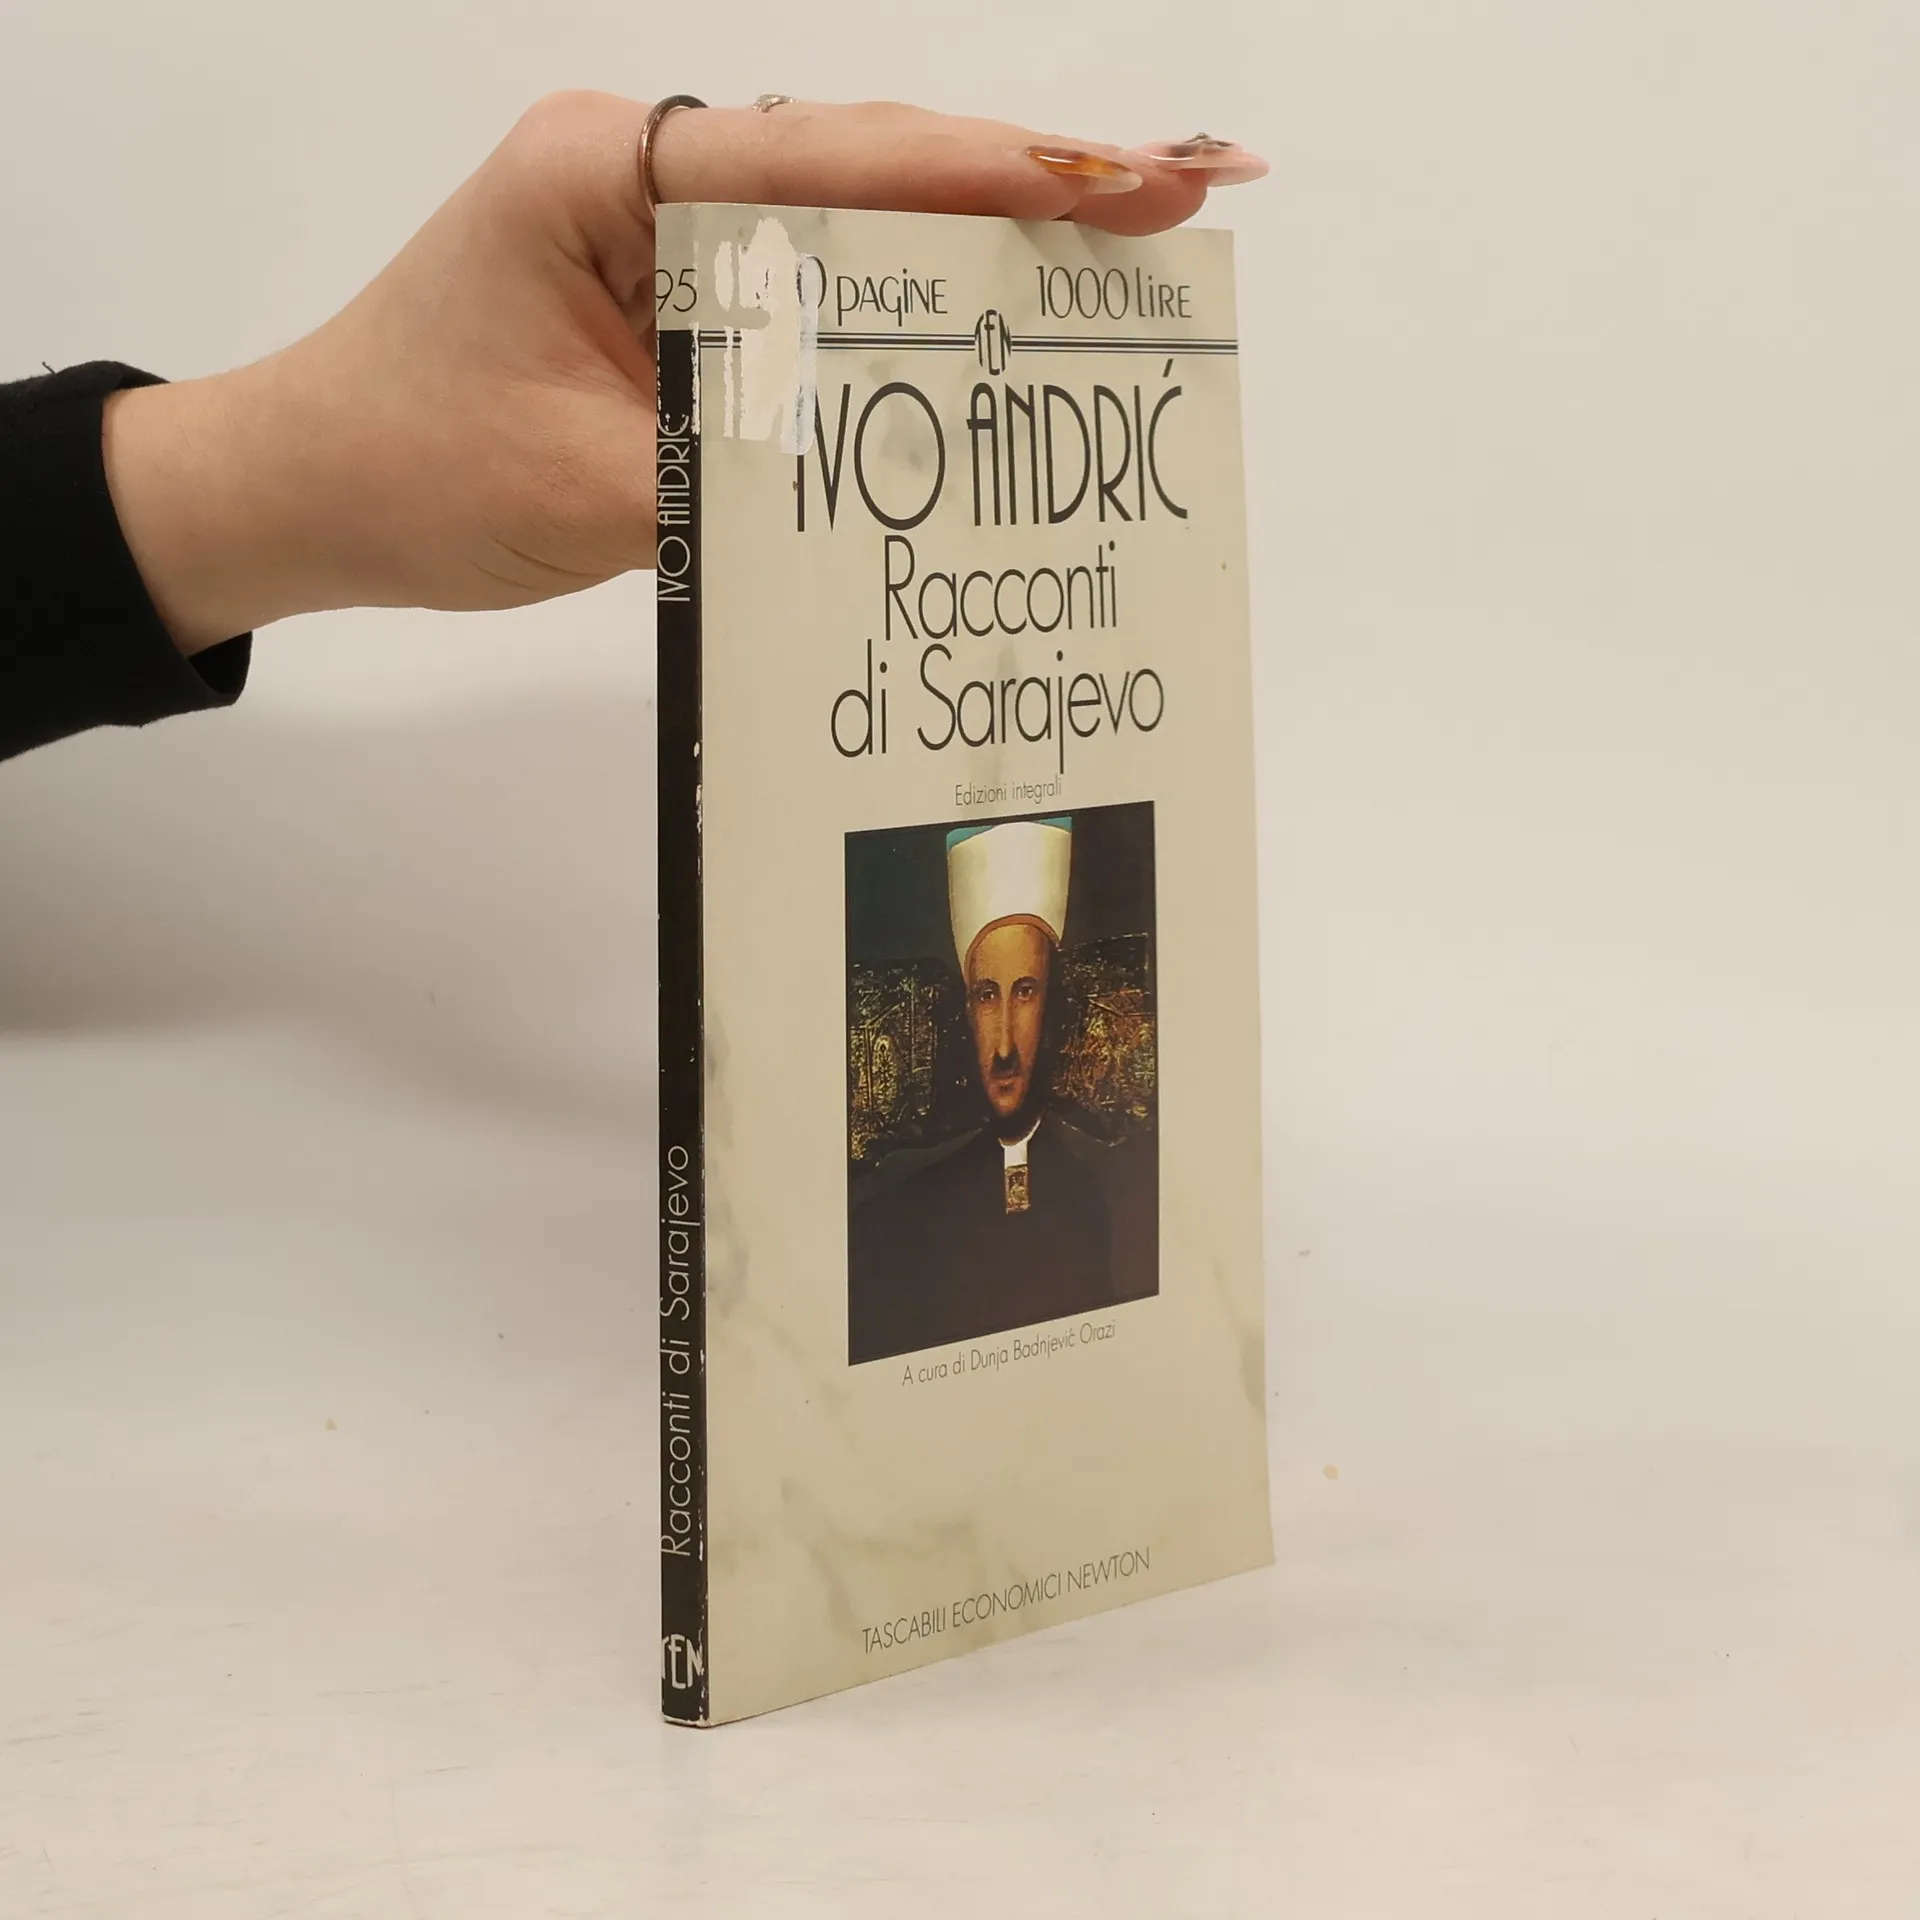 95
pagine
1000 lire
TEN
IVO ANDRIĆ
Racconti
di Sarajevo
Edizioni integrali
A cura di Dunja Badnjević Orazi
TASCABILI ECONOMICI NEWTON
IVO ANDRIĆ
Racconti di Sarajevo
TEN